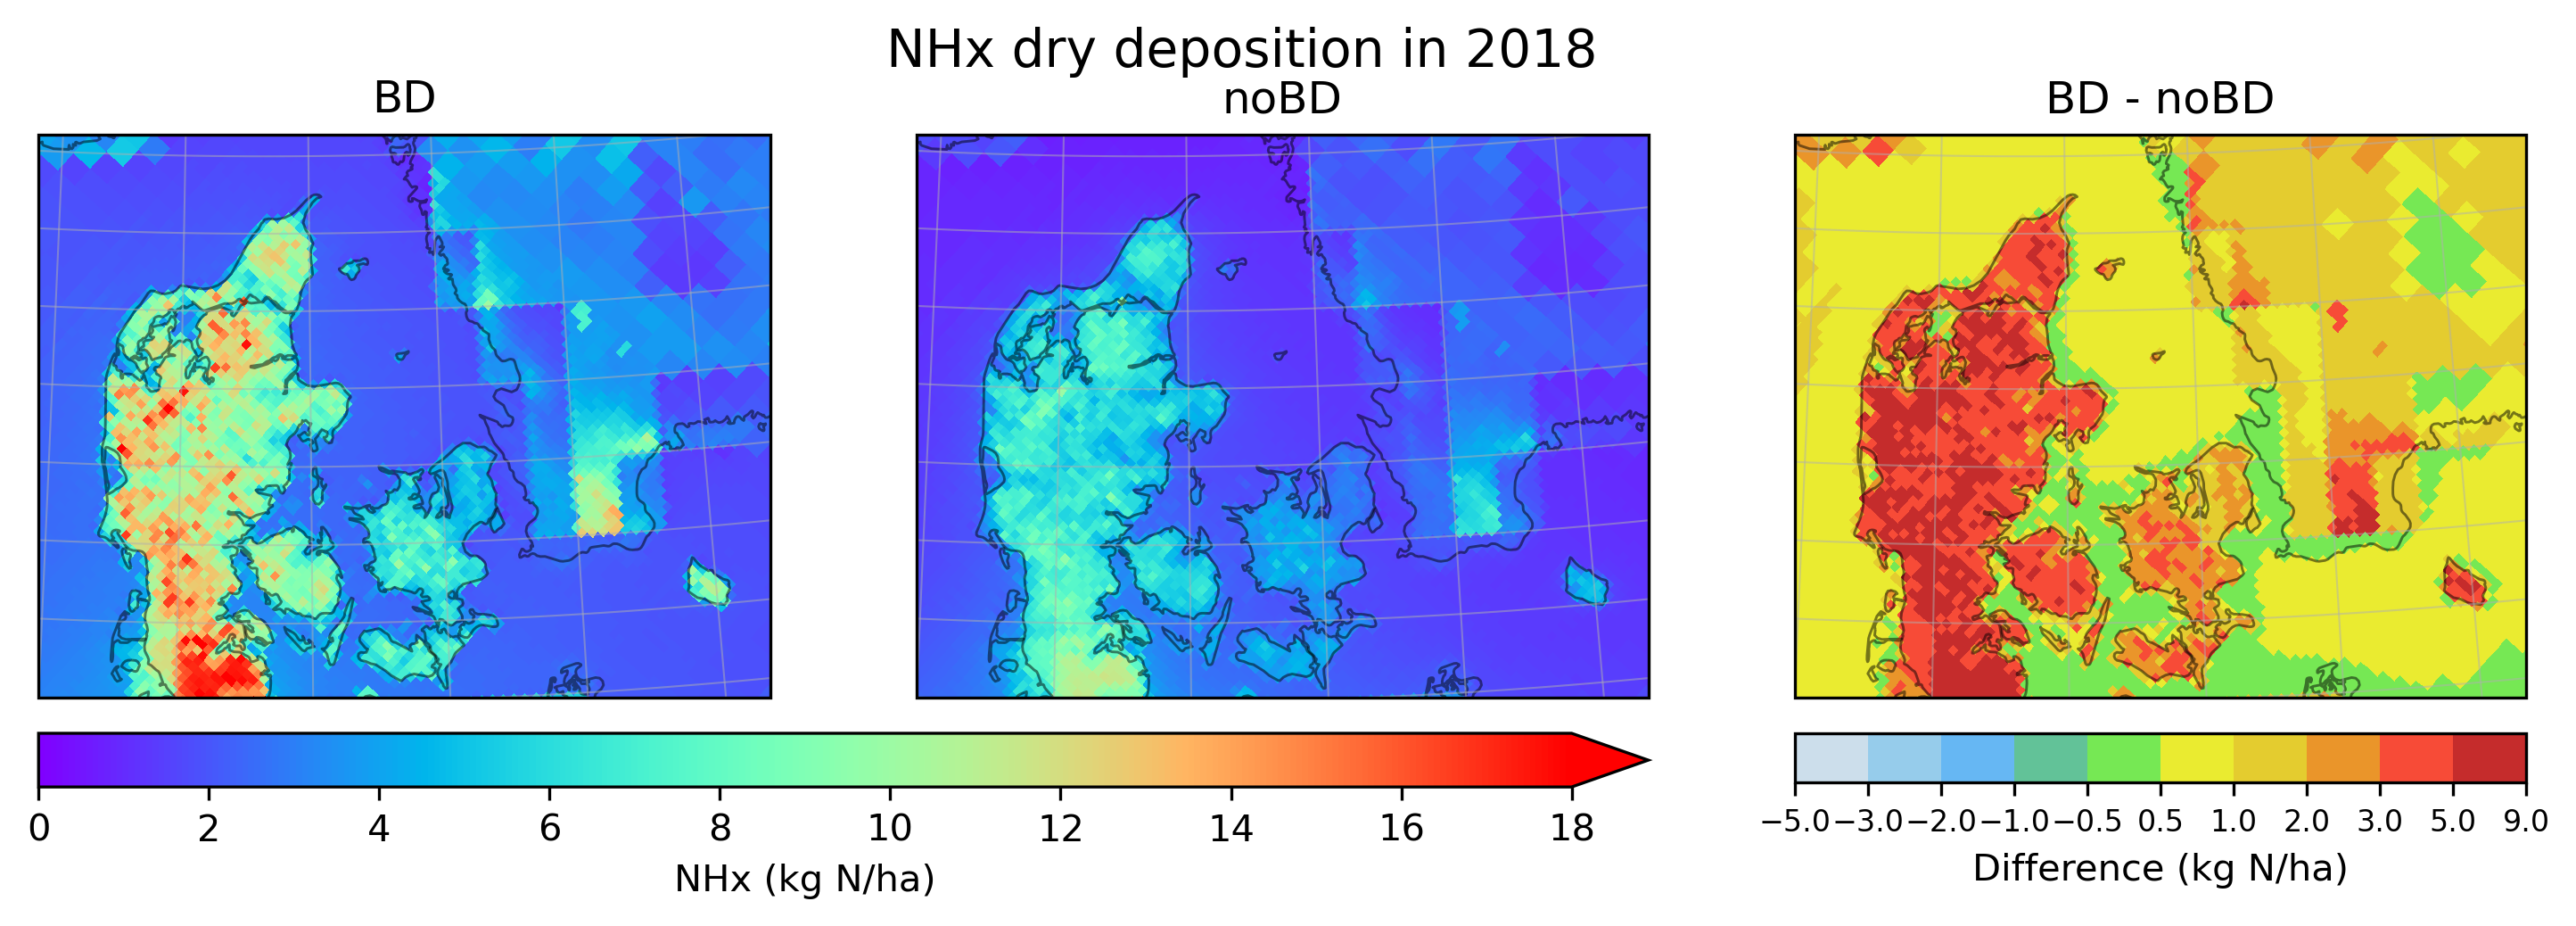 NHx dry deposition in 2018
BD
noBD
BD - noBD
0 2 4 6 8 10 12 14 16 18
NHx (kg N/ha)
−5.0 −3.0 −2.0 −1.0 −0.5 0.5 1.0 2.0 3.0 5.0 9.0
Difference (kg N/ha)